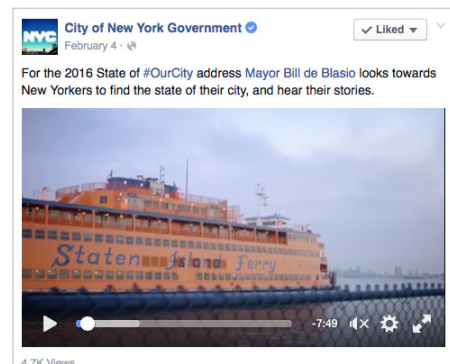 NYC
City of New York Government
February 4 ·
Liked
For the 2016 State of #OurCity address Mayor Bill de Blasio looks towards
New Yorkers to find the state of their city, and hear their stories.
Staten Island Ferry
-7:49
4.7K Views